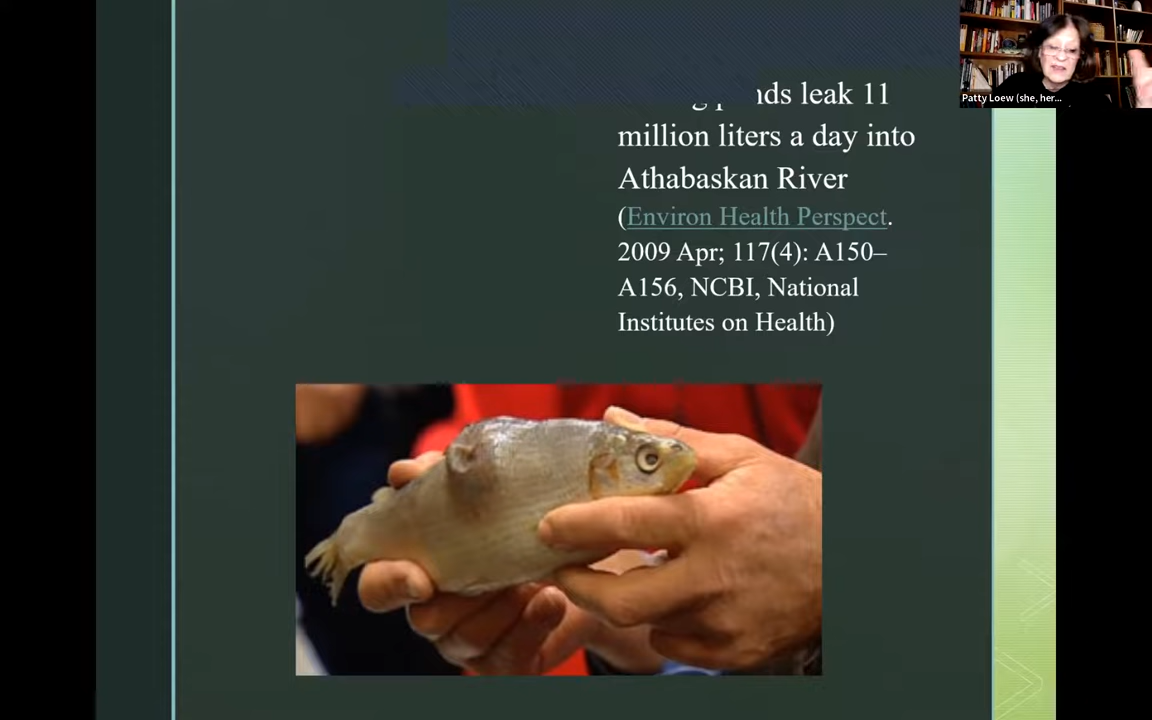 leak 11
million liters a day into
Athabaskan River
(Environ Health Perspect.
2009 Apr; 117(4): A150–
A156, NCBI, National
Institutes on Health)
Patty Loew (she, her...